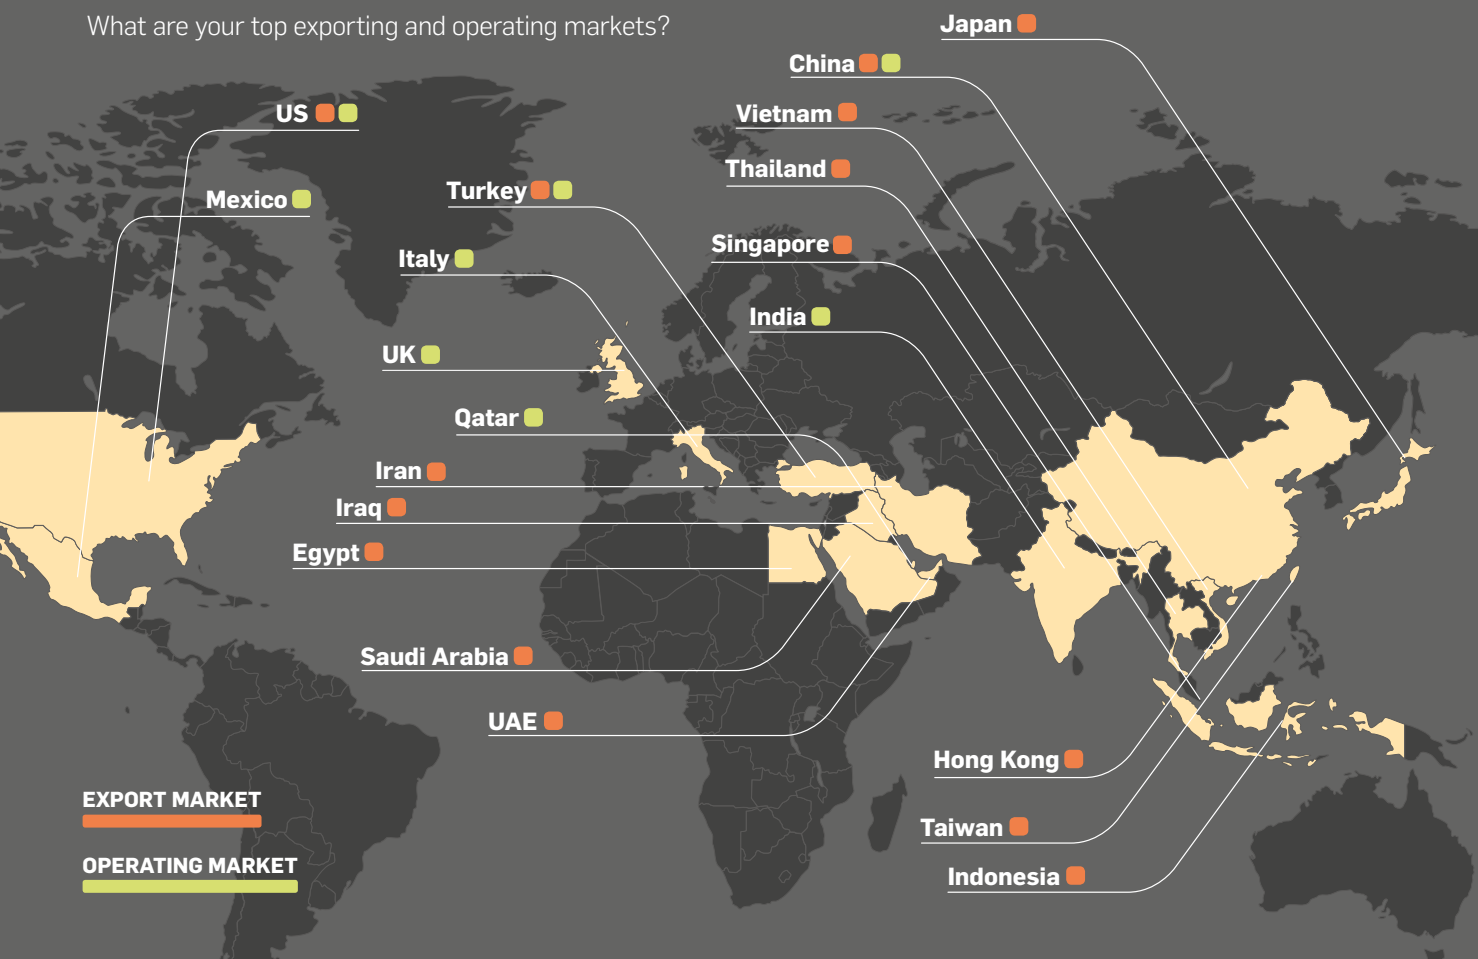 What are your top exporting and operating markets?
Japan
China
US
Vietnam
Thailand
Mexico
Turkey
Singapore
Italy
India
UK
Qatar
Iran
Iraq
Egypt
Saudi Arabia
UAE
Hong Kong
EXPORT MARKET
Taiwan
OPERATING MARKET
Indonesia